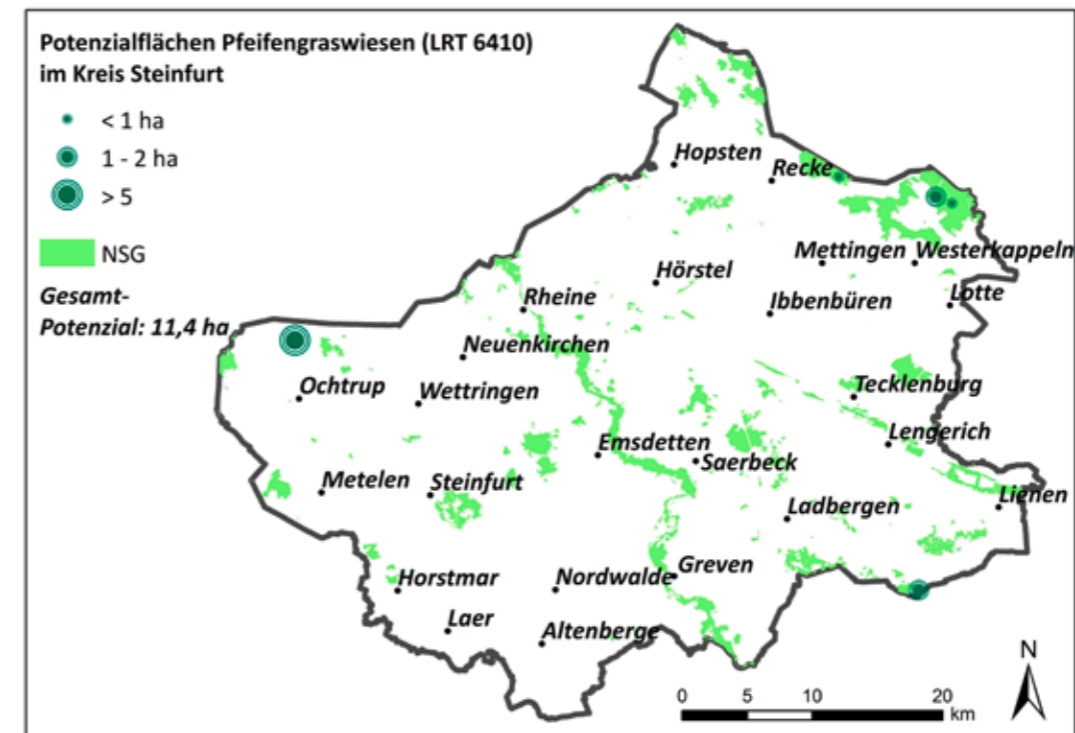 Potenzialflächen Pfeifengraswiesen (LRT 6410)
im Kreis Steinfurt
< 1 ha
1 - 2 ha
> 5
NSG
Gesamt-
Potenzial: 11,4 ha
Hopsten
Recke
Mettingen
Westerkappeln
Hörstel
Rheine
Ibbenbüren
Lotte
Neuenkirchen
Ochtrup
Wettringen
Tecklenburg
Lengerich
Emsdetten
Saerbeck
Metelen
Steinfurt
Ladbergen
Lienen
Horstmar
Nordwalde
Greven
Laer
Altenberge
N
0 5 10 20
km